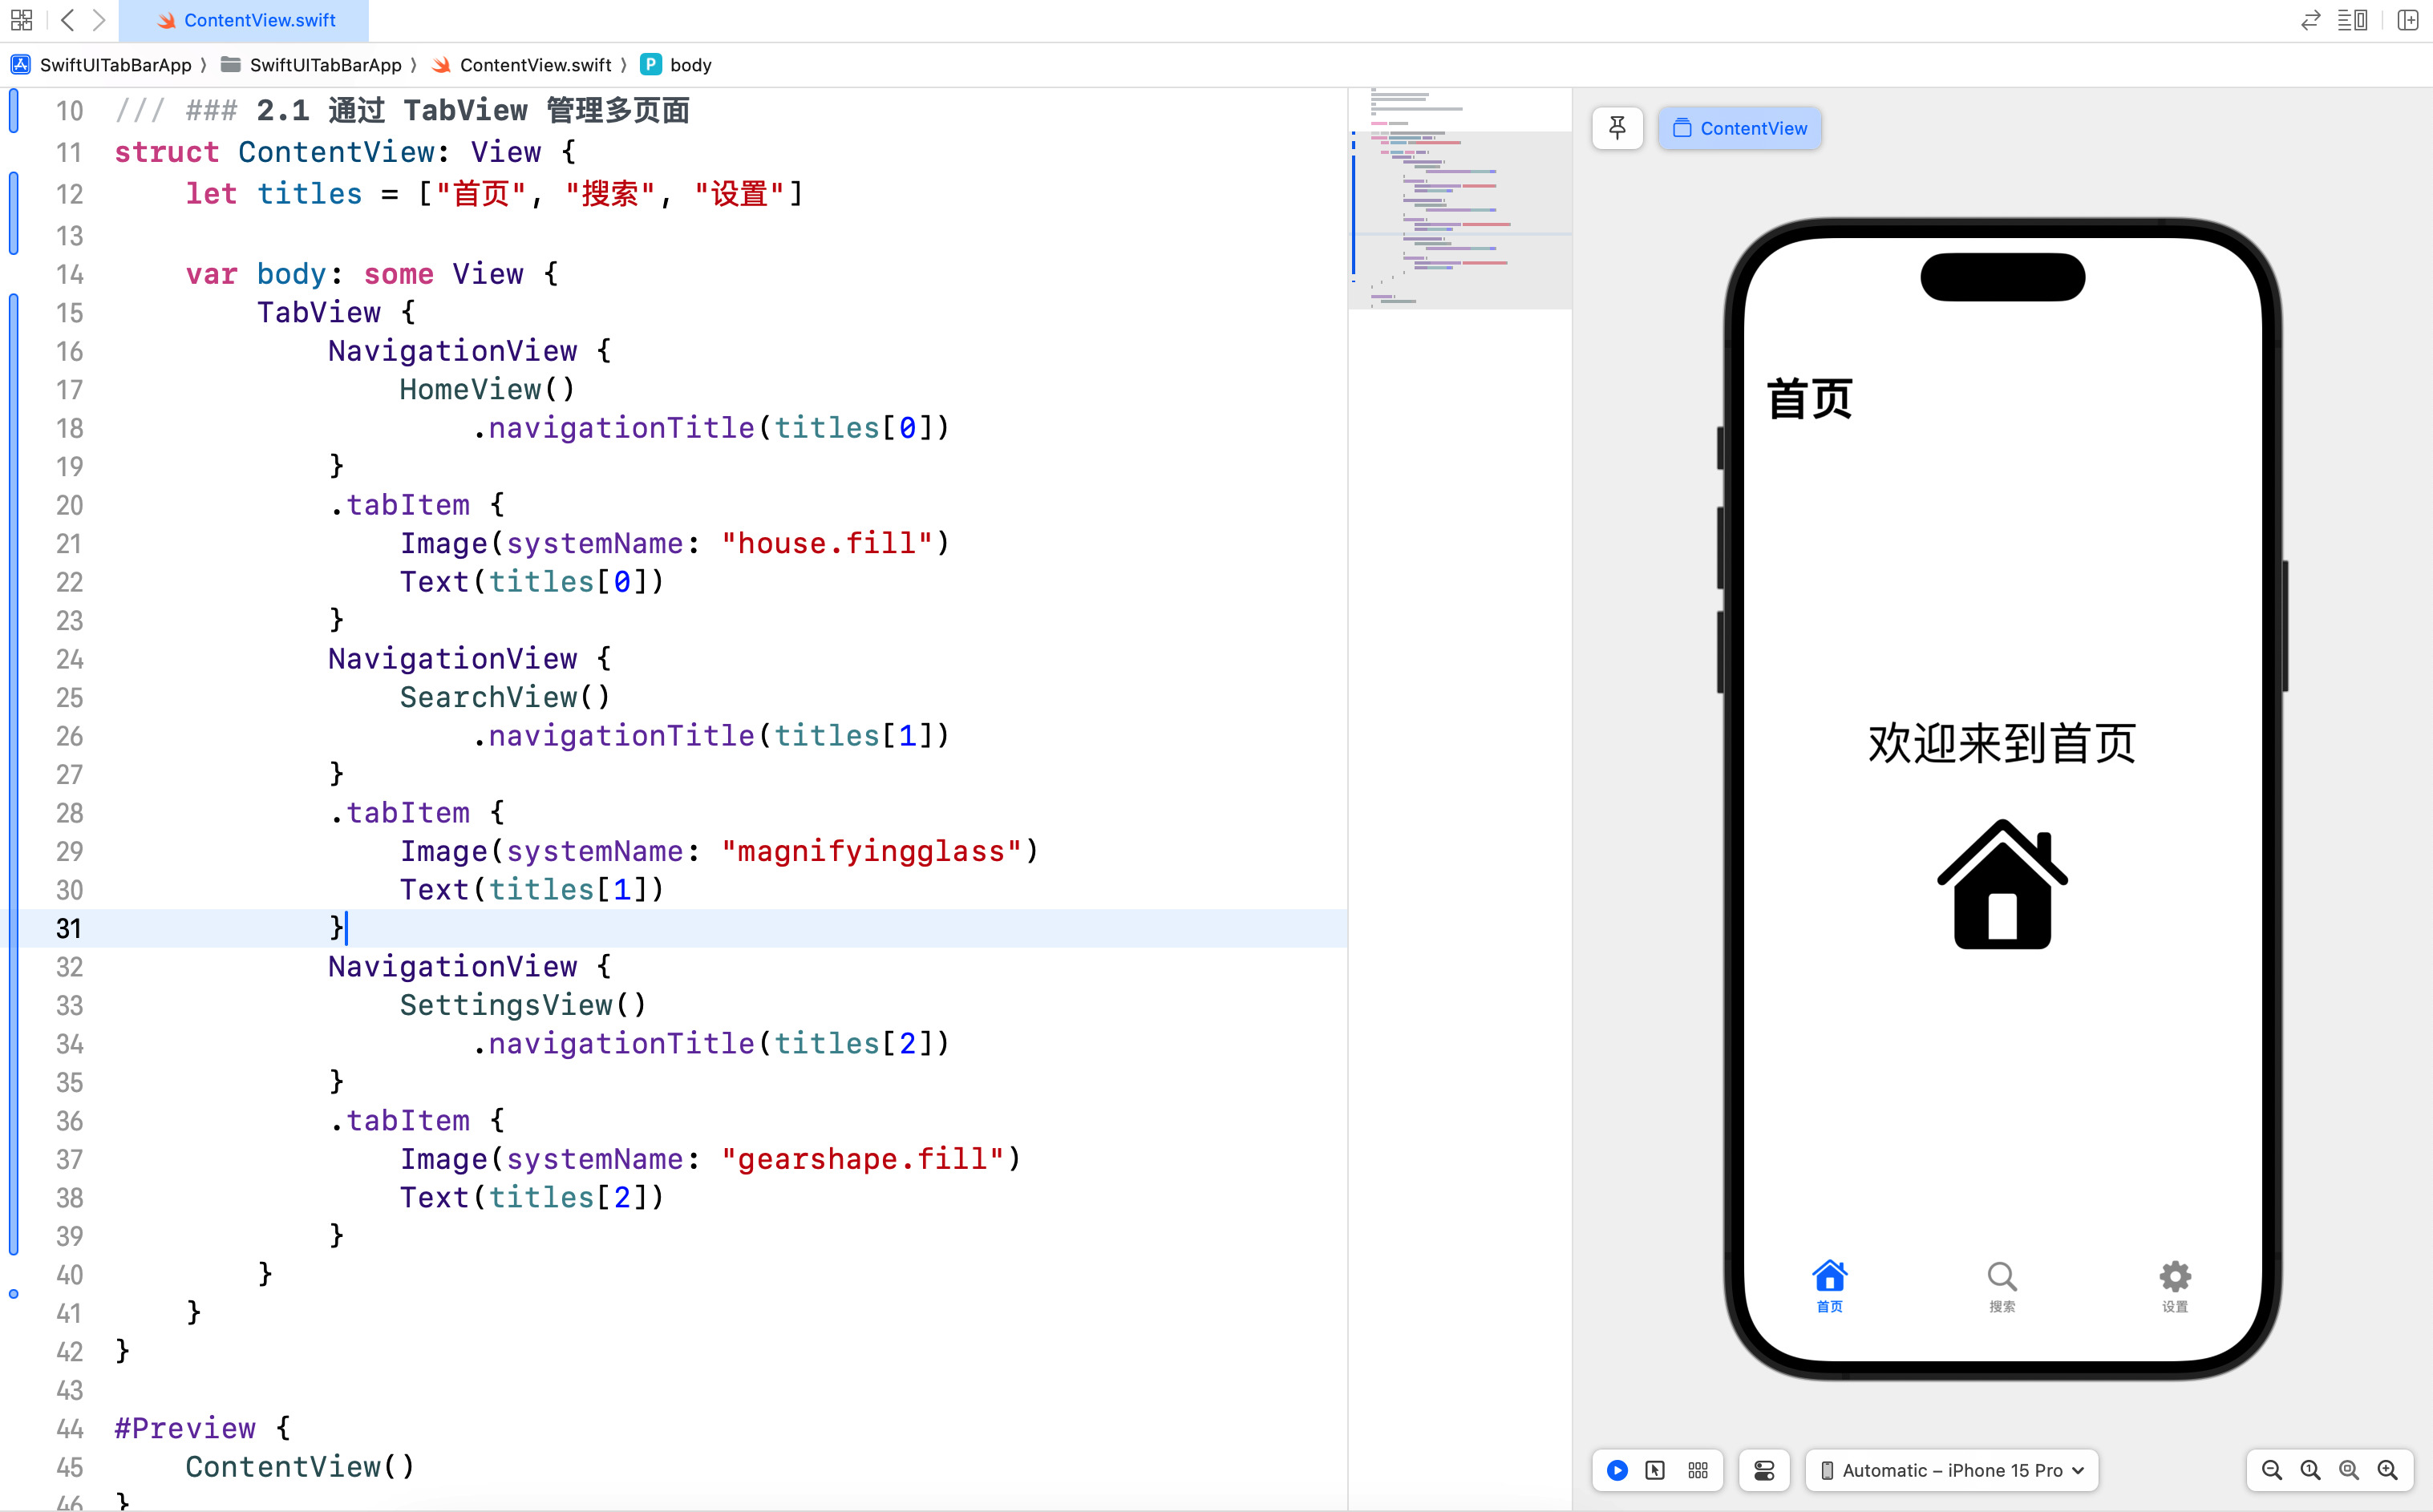 ContentView.swift
SwiftUITabBarApp 〉 SwiftUITabBarApp 〉 ContentView.swift 〉 P body
10 /// ### 2.1 通过 TabView 管理多页面
11 struct ContentView: View {
12 let titles = ["首页", "搜索", "设置"]
13
14 var body: some View {
15 TabView {
16 NavigationView {
17 HomeView()
18 .navigationTitle(titles[0])
19 }
20 .tabItem {
21 Image(systemName: "house.fill")
22 Text(titles[0])
23 }
24 NavigationView {
25 SearchView()
26 .navigationTitle(titles[1])
27 }
28 .tabItem {
29 Image(systemName: "magnifyingglass")
30 Text(titles[1])
31 }
32 NavigationView {
33 SettingsView()
34 .navigationTitle(titles[2])
35 }
36 .tabItem {
37 Image(systemName: "gearshape.fill")
38 Text(titles[2])
39 }
40 }
41 }
42 }
43
44 #Preview {
45 ContentView()
46 }
ContentView
首页
欢迎来到首页
首页 搜索 设置
Automatic – iPhone 15 Pro